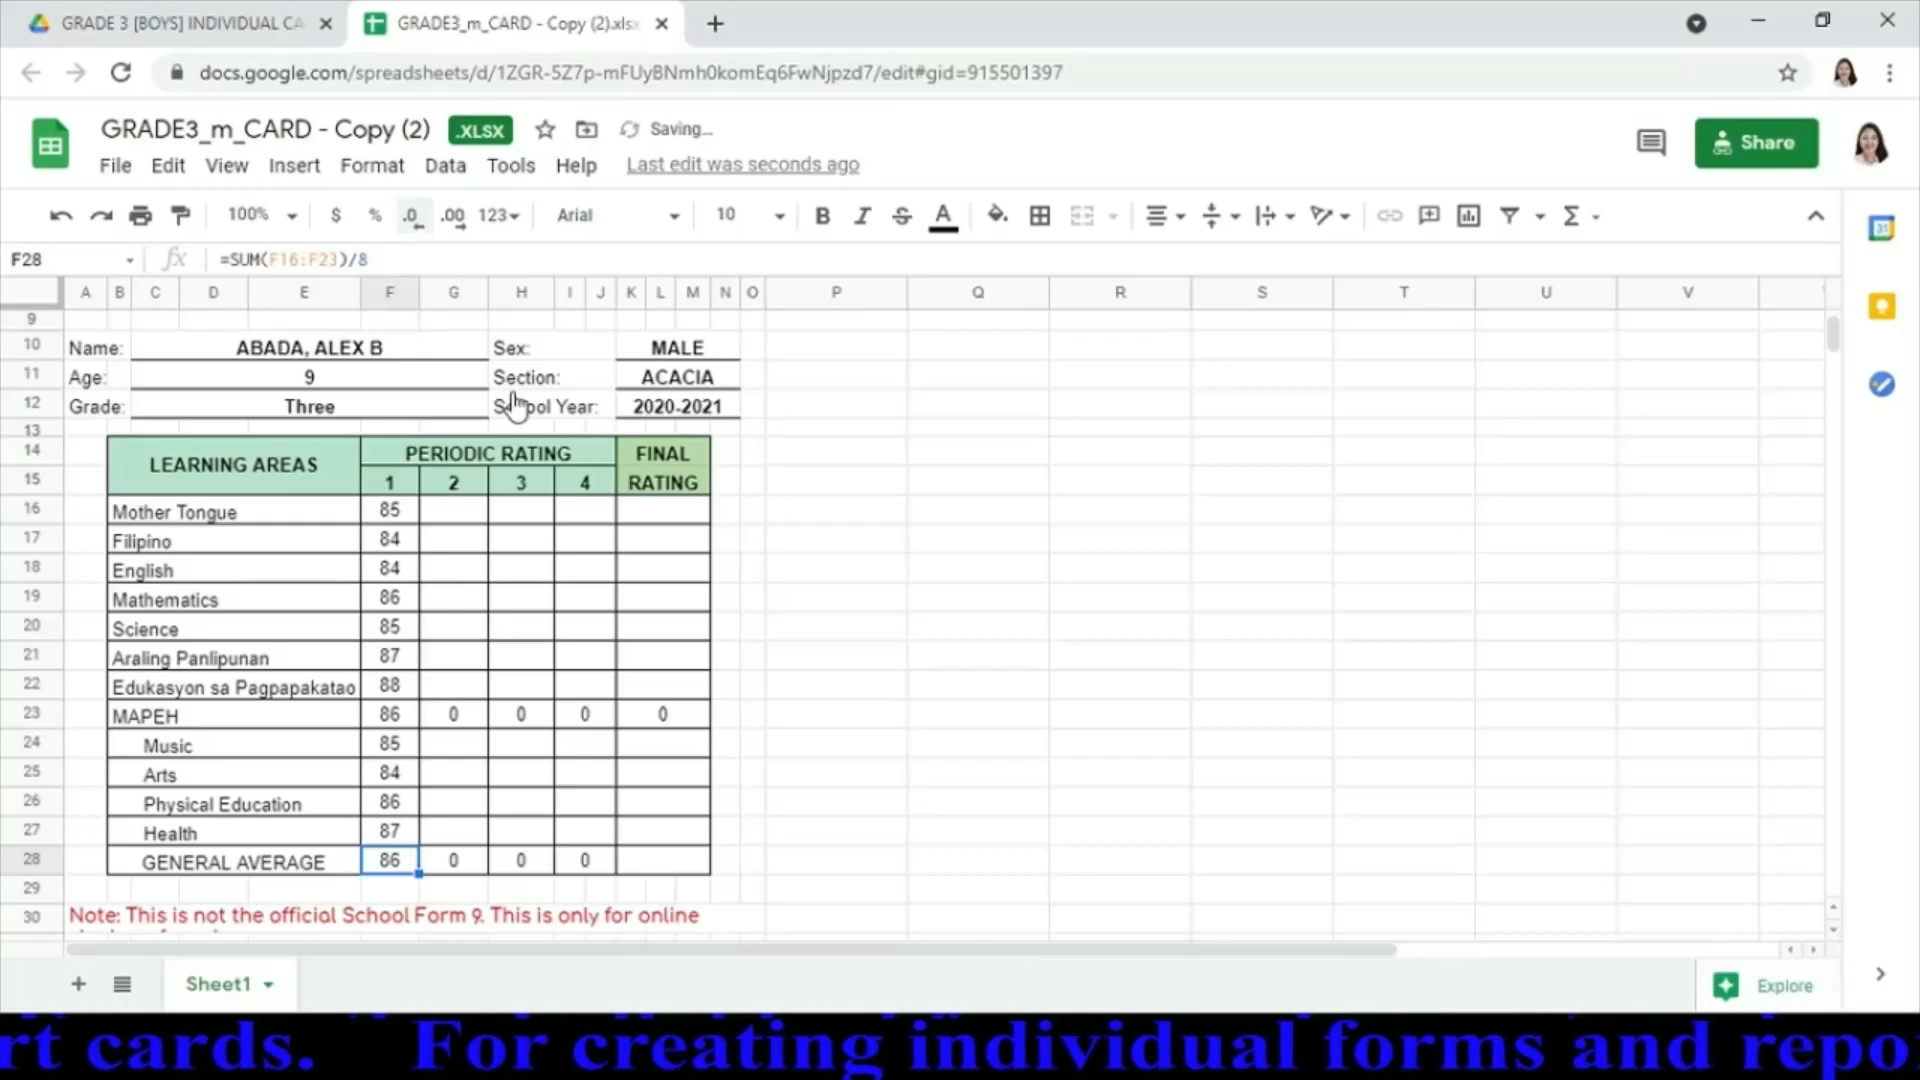 GRADE 3 [BOYS] INDIVIDUAL CA
GRADE3_m_CARD - Copy (2).xls
docs.google.com/spreadsheets/d/1ZGR-5Z7p-mFUyBNmh0komEq6FwNjpzd7/edit#gid=915501397
GRADE3_m_CARD - Copy (2) .XLSX Saving...
Share
File Edit View Insert Format Data Tools Help Last edit was seconds ago
100% $ % .0 .00 123 Arial 10 B I S A
31
F28 fx =SUM(F16:F23)/8
A B C D E F G H I J K L M N O P Q R S T U V
9
10 Name: ABADA, ALEX B Sex: MALE
11 Age: 9 Section: ACACIA
12 Grade: Three School Year: 2020-2021
13
14 LEARNING AREAS PERIODIC RATING FINAL
15 1 2 3 4 RATING
16 Mother Tongue 85
17 Filipino 84
18 English 84
19 Mathematics 86
20 Science 85
21 Araling Panlipunan 87
22 Edukasyon sa Pagpapakatao 88
23 MAPEH 86 0 0 0 0
24 Music 85
25 Arts 84
26 Physical Education 86
27 Health 87
28 GENERAL AVERAGE 86 0 0 0
29
30 Note: This is not the official School Form 9. This is only for online
Sheet1
Explore
rt cards. For creating individual forms and repo